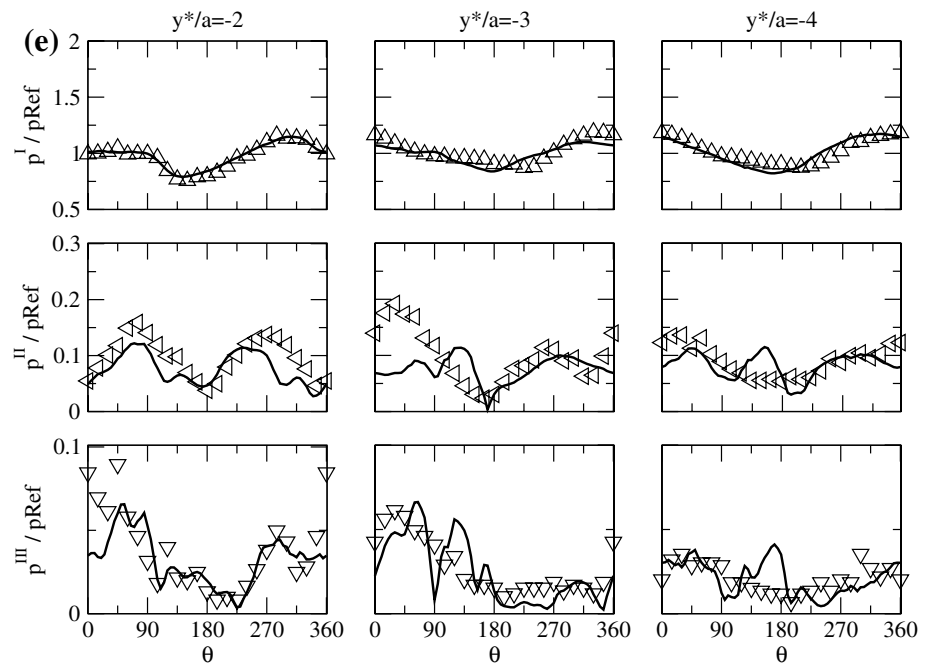 y*/a=-2 y*/a=-3 y*/a=-4
(e)
2
1.5
1
0.5
p^I / pRef
0.3
0.2
0.1
0
p^II / pRef
0.1
0
p^III / pRef
0 90 180 270 360 0 90 180 270 360 0 90 180 270 360
θ θ θ